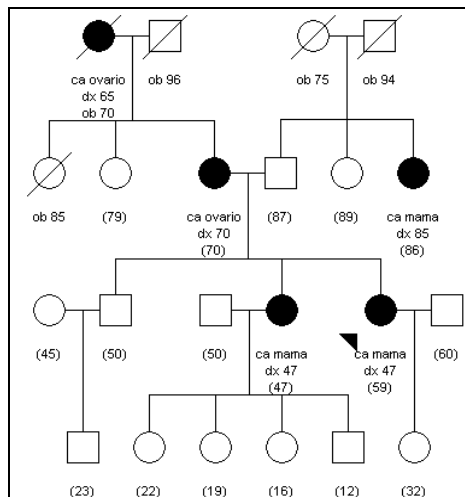 ca ovario
dx 65
ob 70
ob 96
ob 75
ob 94
ob 85
(79)
ca ovario
dx 70
(70)
(87)
(89)
ca mama
dx 85
(86)
(45)
(50)
(50)
ca mama
dx 47
(47)
ca mama
dx 47
(59)
(60)
(23)
(22)
(19)
(16)
(12)
(32)